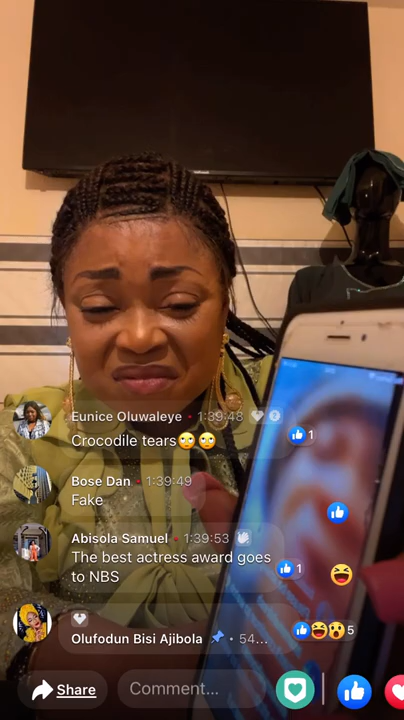 Eunice Oluwaleye • 1:39:48
Crocodile tears🙄🙄
1
Bose Dan • 1:39:49
Fake
Abisola Samuel • 1:39:53
The best actress award goes
to NBS
1
Olufodun Bisi Ajibola • 54...
5
Share
Comment...